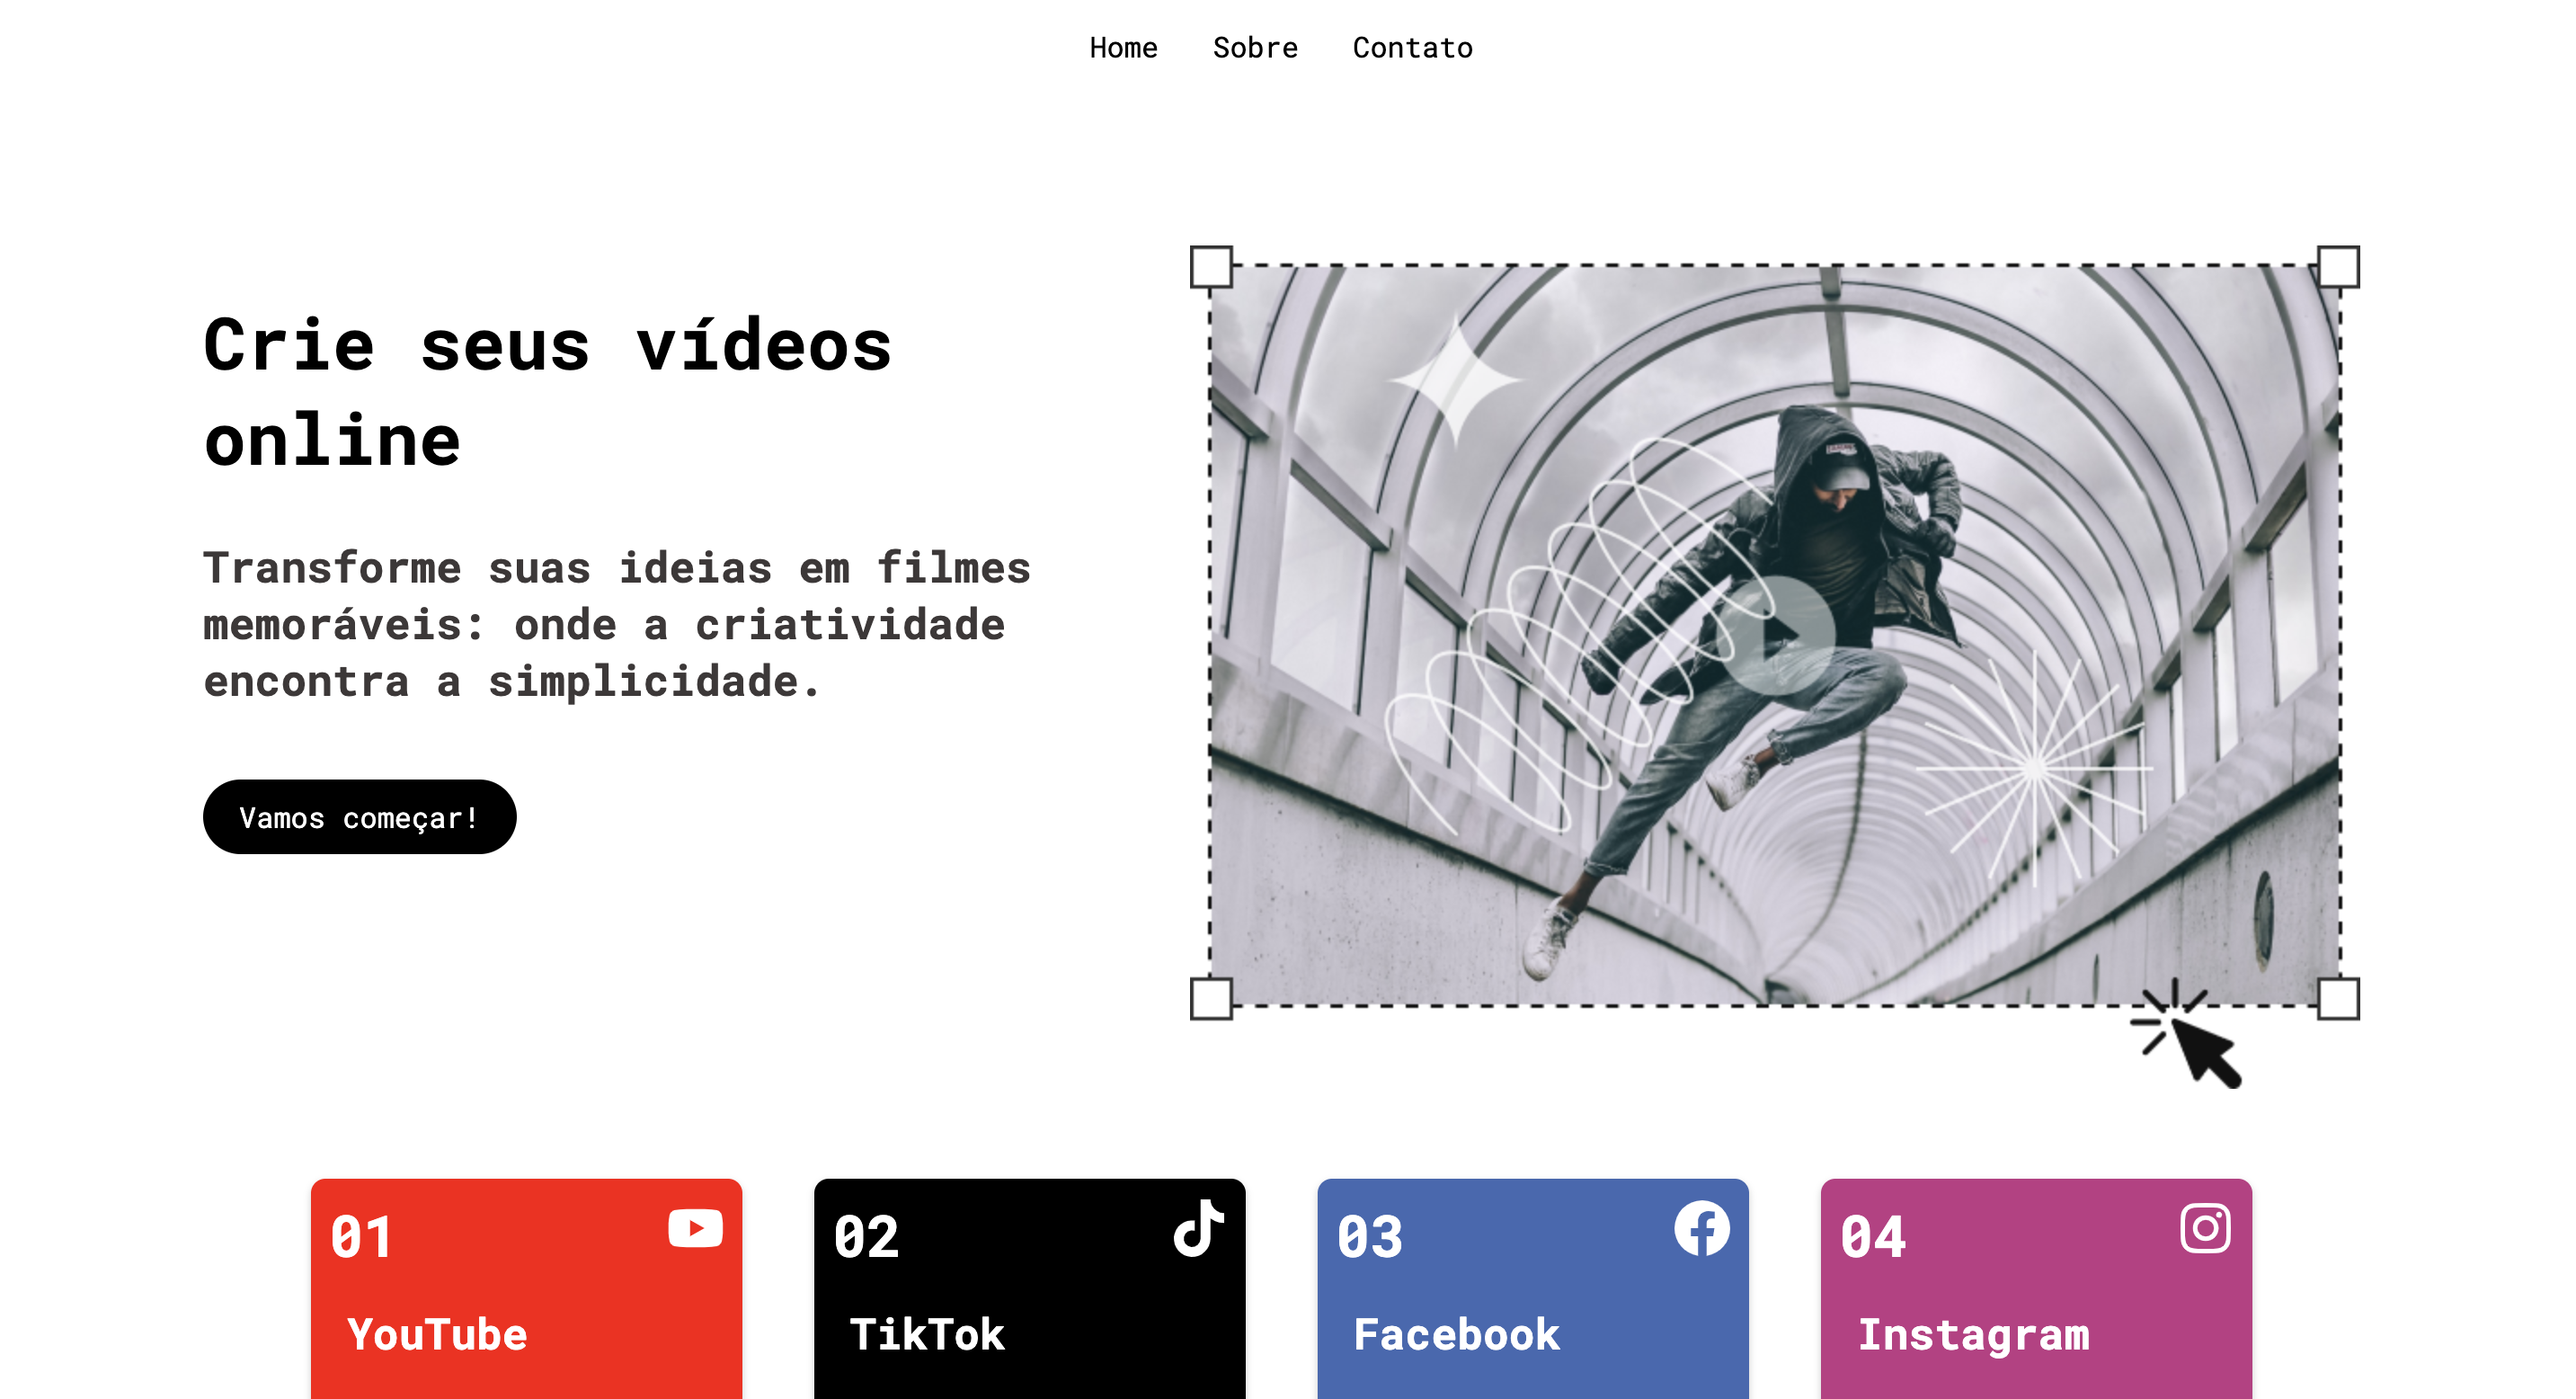 Home Sobre Contato
Crie seus vídeos
online
Transforme suas ideias em filmes
memoráveis: onde a criatividade
encontra a simplicidade.
Vamos começar!
01
YouTube
02
TikTok
03
Facebook
04
Instagram